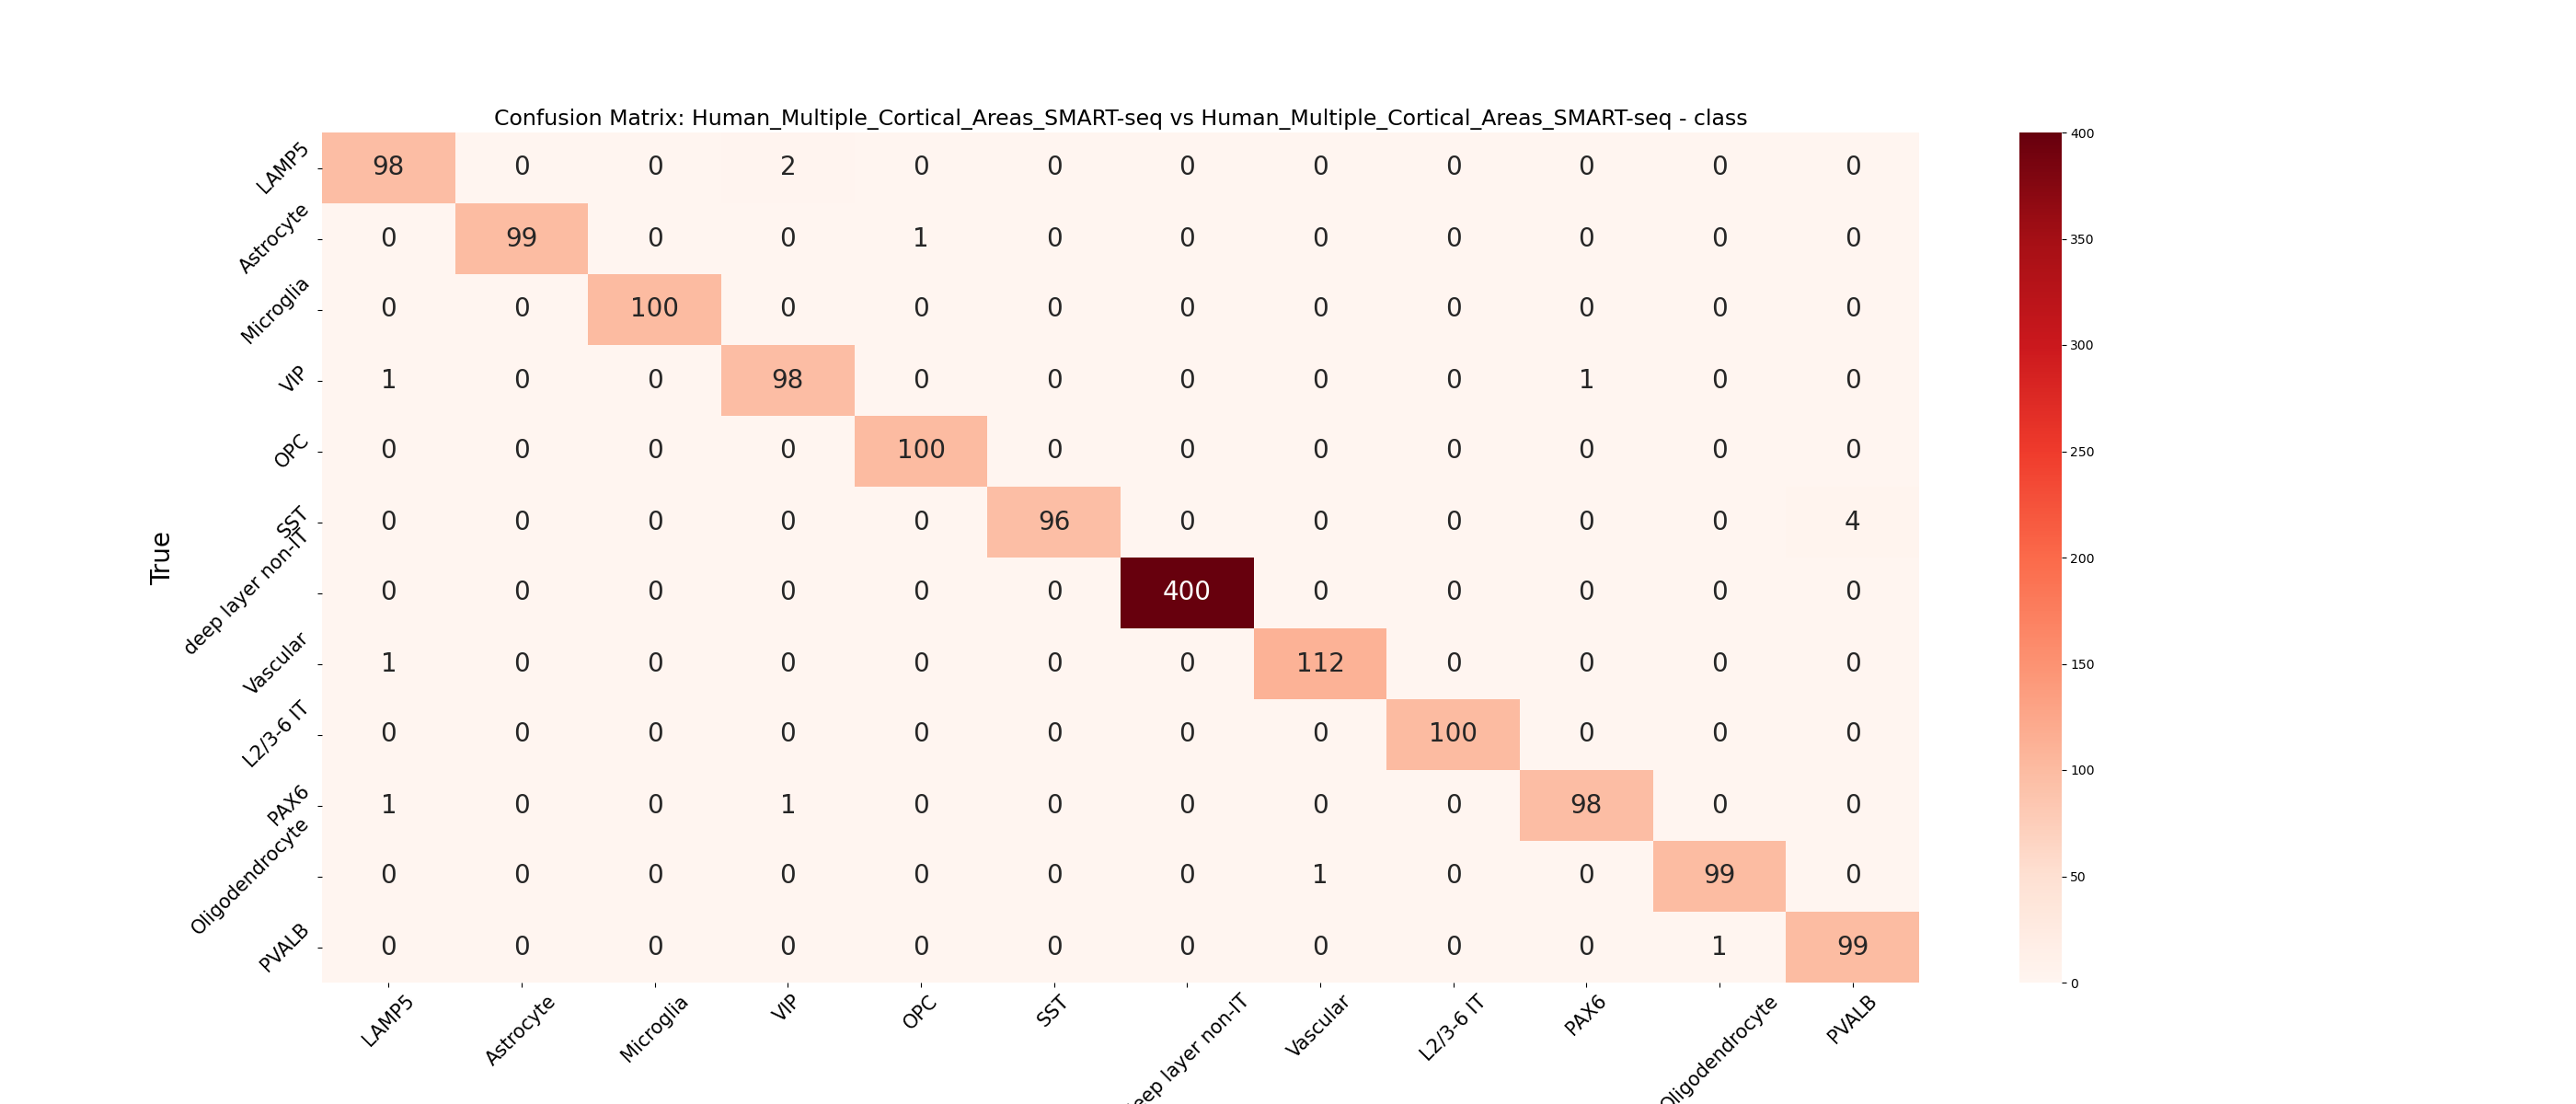 Confusion Matrix: Human_Multiple_Cortical_Areas_SMART-seq vs Human_Multiple_Cortical_Areas_SMART-seq - class
True
LAMP5 98 0 0 2 0 0 0 0 0 0 0 0
Astrocyte 0 99 0 0 1 0 0 0 0 0 0 0
Microglia 0 0 100 0 0 0 0 0 0 0 0 0
VIP 1 0 0 98 0 0 0 0 0 1 0 0
OPC 0 0 0 0 100 0 0 0 0 0 0 0
SST 0 0 0 0 0 96 0 0 0 0 0 4
deep layer non-IT 0 0 0 0 0 0 400 0 0 0 0 0
Vascular 1 0 0 0 0 0 0 112 0 0 0 0
L2/3-6 IT 0 0 0 0 0 0 0 0 100 0 0 0
PAX6 1 0 0 1 0 0 0 0 0 98 0 0
Oligodendrocyte 0 0 0 0 0 0 0 1 0 0 99 0
PVALB 0 0 0 0 0 0 0 0 0 0 1 99
LAMP5 Astrocyte Microglia VIP OPC SST deep layer non-IT Vascular L2/3-6 IT PAX6 Oligodendrocyte PVALB
400
350
300
250
200
150
100
50
0